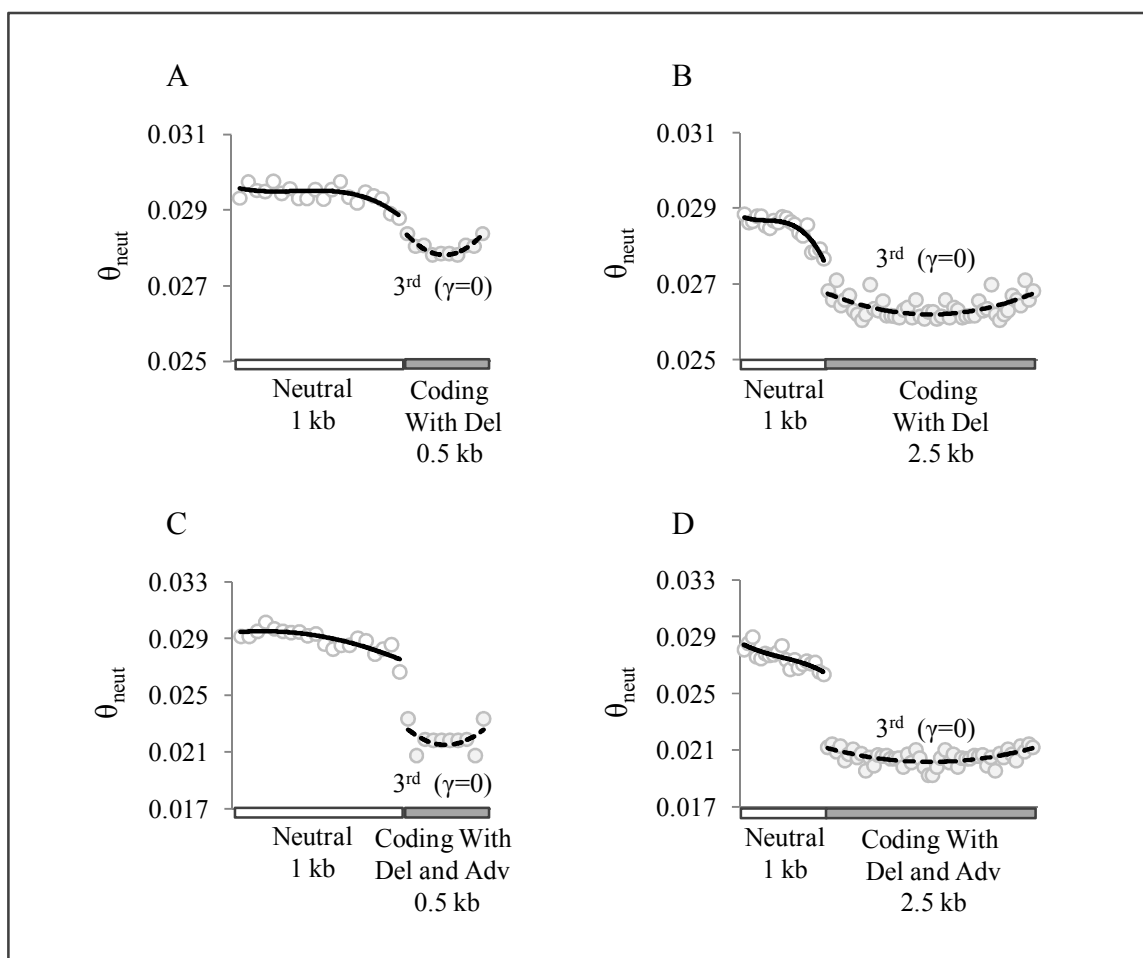 A
0.031
0.029
0.027
0.025
θneut
3rd (γ=0)
Neutral
1 kb
Coding
With Del
0.5 kb
B
0.031
0.029
0.027
0.025
θneut
3rd (γ=0)
Neutral
1 kb
Coding
With Del
2.5 kb
C
0.033
0.029
0.025
0.021
0.017
θneut
3rd (γ=0)
Neutral
1 kb
Coding With
Del and Adv
0.5 kb
D
0.033
0.029
0.025
0.021
0.017
θneut
3rd (γ=0)
Neutral
1 kb
Coding With
Del and Adv
2.5 kb